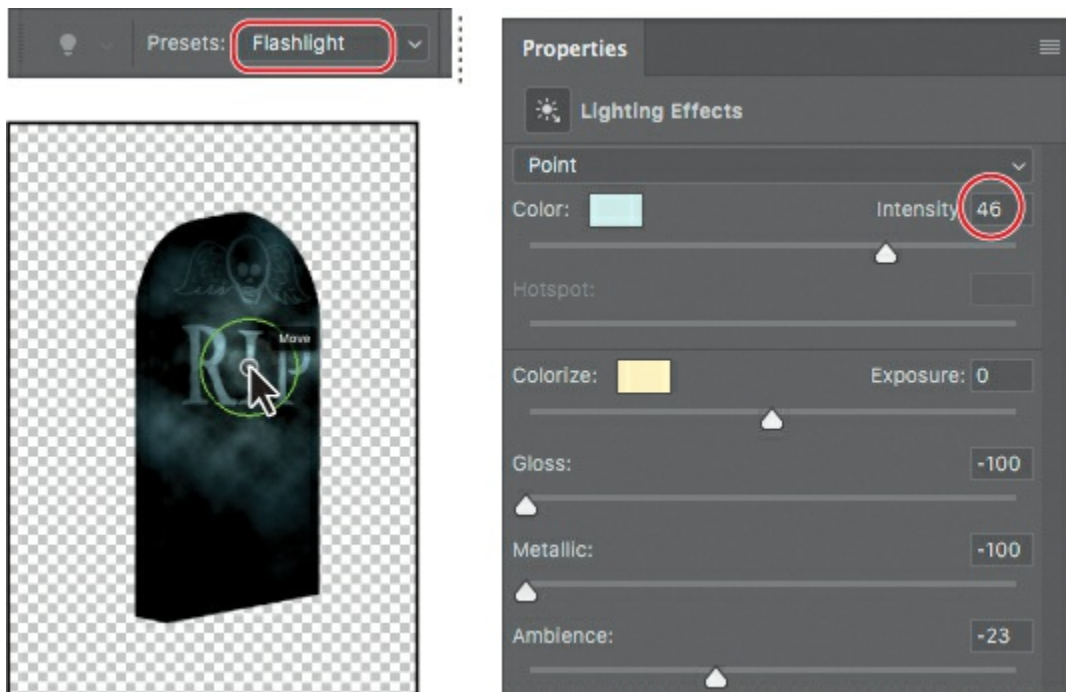 Presets: Flashlight
Move
RIP
Properties
Lighting Effects
Point
Color: Intensity 46
Hotspot:
Colorize: Exposure: 0
Gloss: -100
Metallic: -100
Ambience: -23